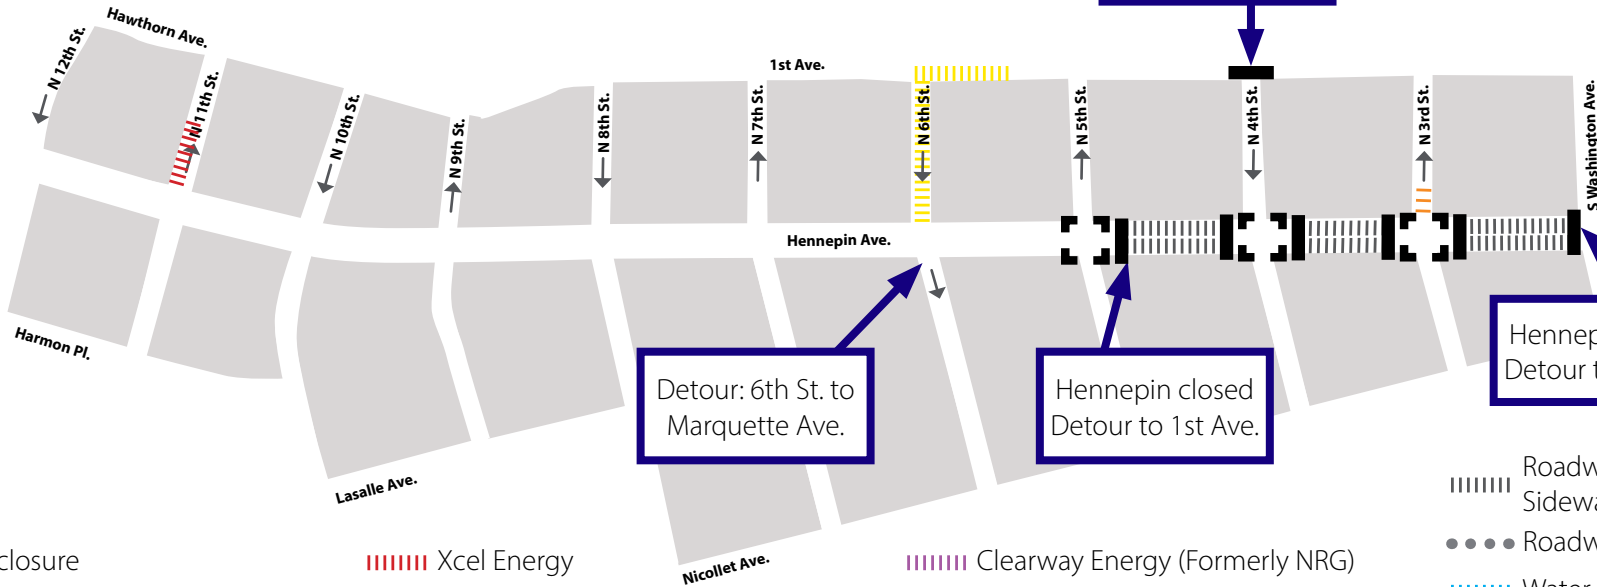 Hawthorn Ave.
N 12th St.
N 11th St.
N 10th St.
N 9th St.
N 8th St.
1st Ave.
N 7th St.
N 6th St.
N 5th St.
N 4th St.
N 3rd St.
S Washington Ave.
Hennepin Ave.
Harmon Pl.
Detour: 6th St. to
Marquette Ave.
Hennepin closed
Detour to 1st Ave.
Detour
Lasalle Ave.
Nicollet Ave.
closure
Xcel Energy
Clearway Energy (Formerly NRG)